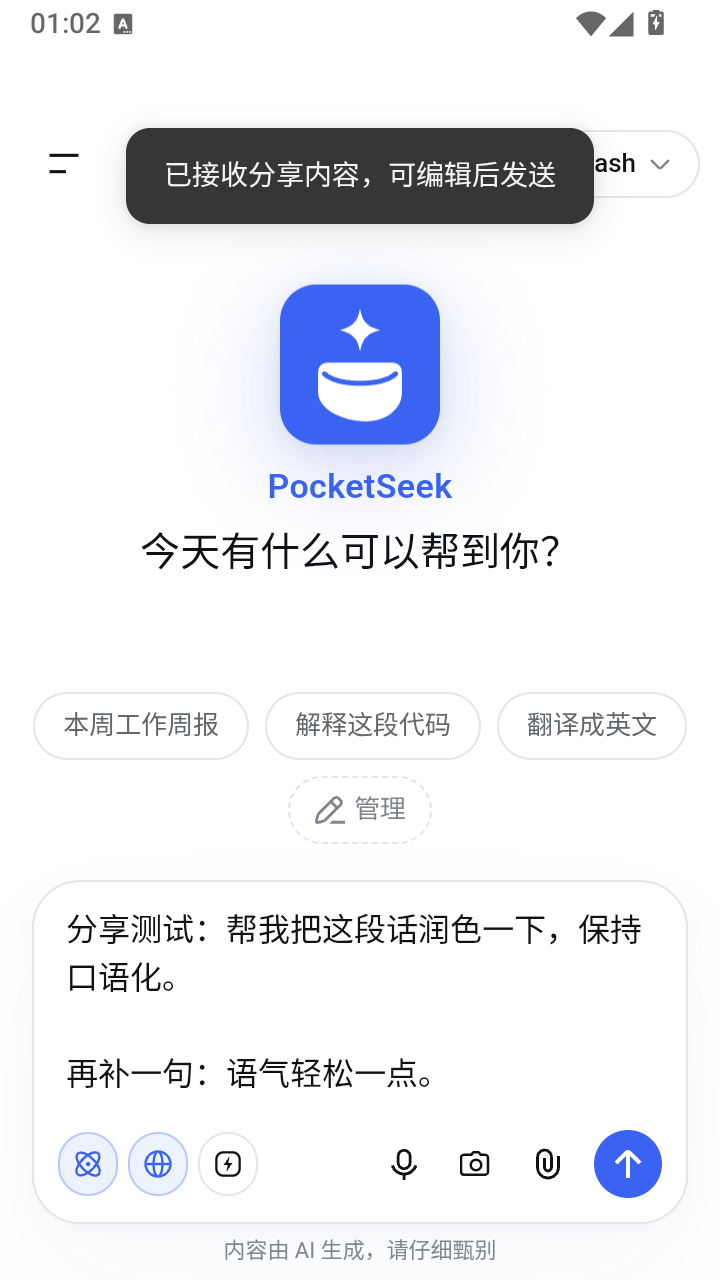 01:02
A
已接收分享内容，可编辑后发送
ash
PocketSeek
今天有什么可以帮到你？
本周工作周报
解释这段代码
翻译成英文
管理
分享测试：帮我把这段话润色一下，保持
口语化。
再补一句：语气轻松一点。
内容由 AI 生成，请仔细甄别